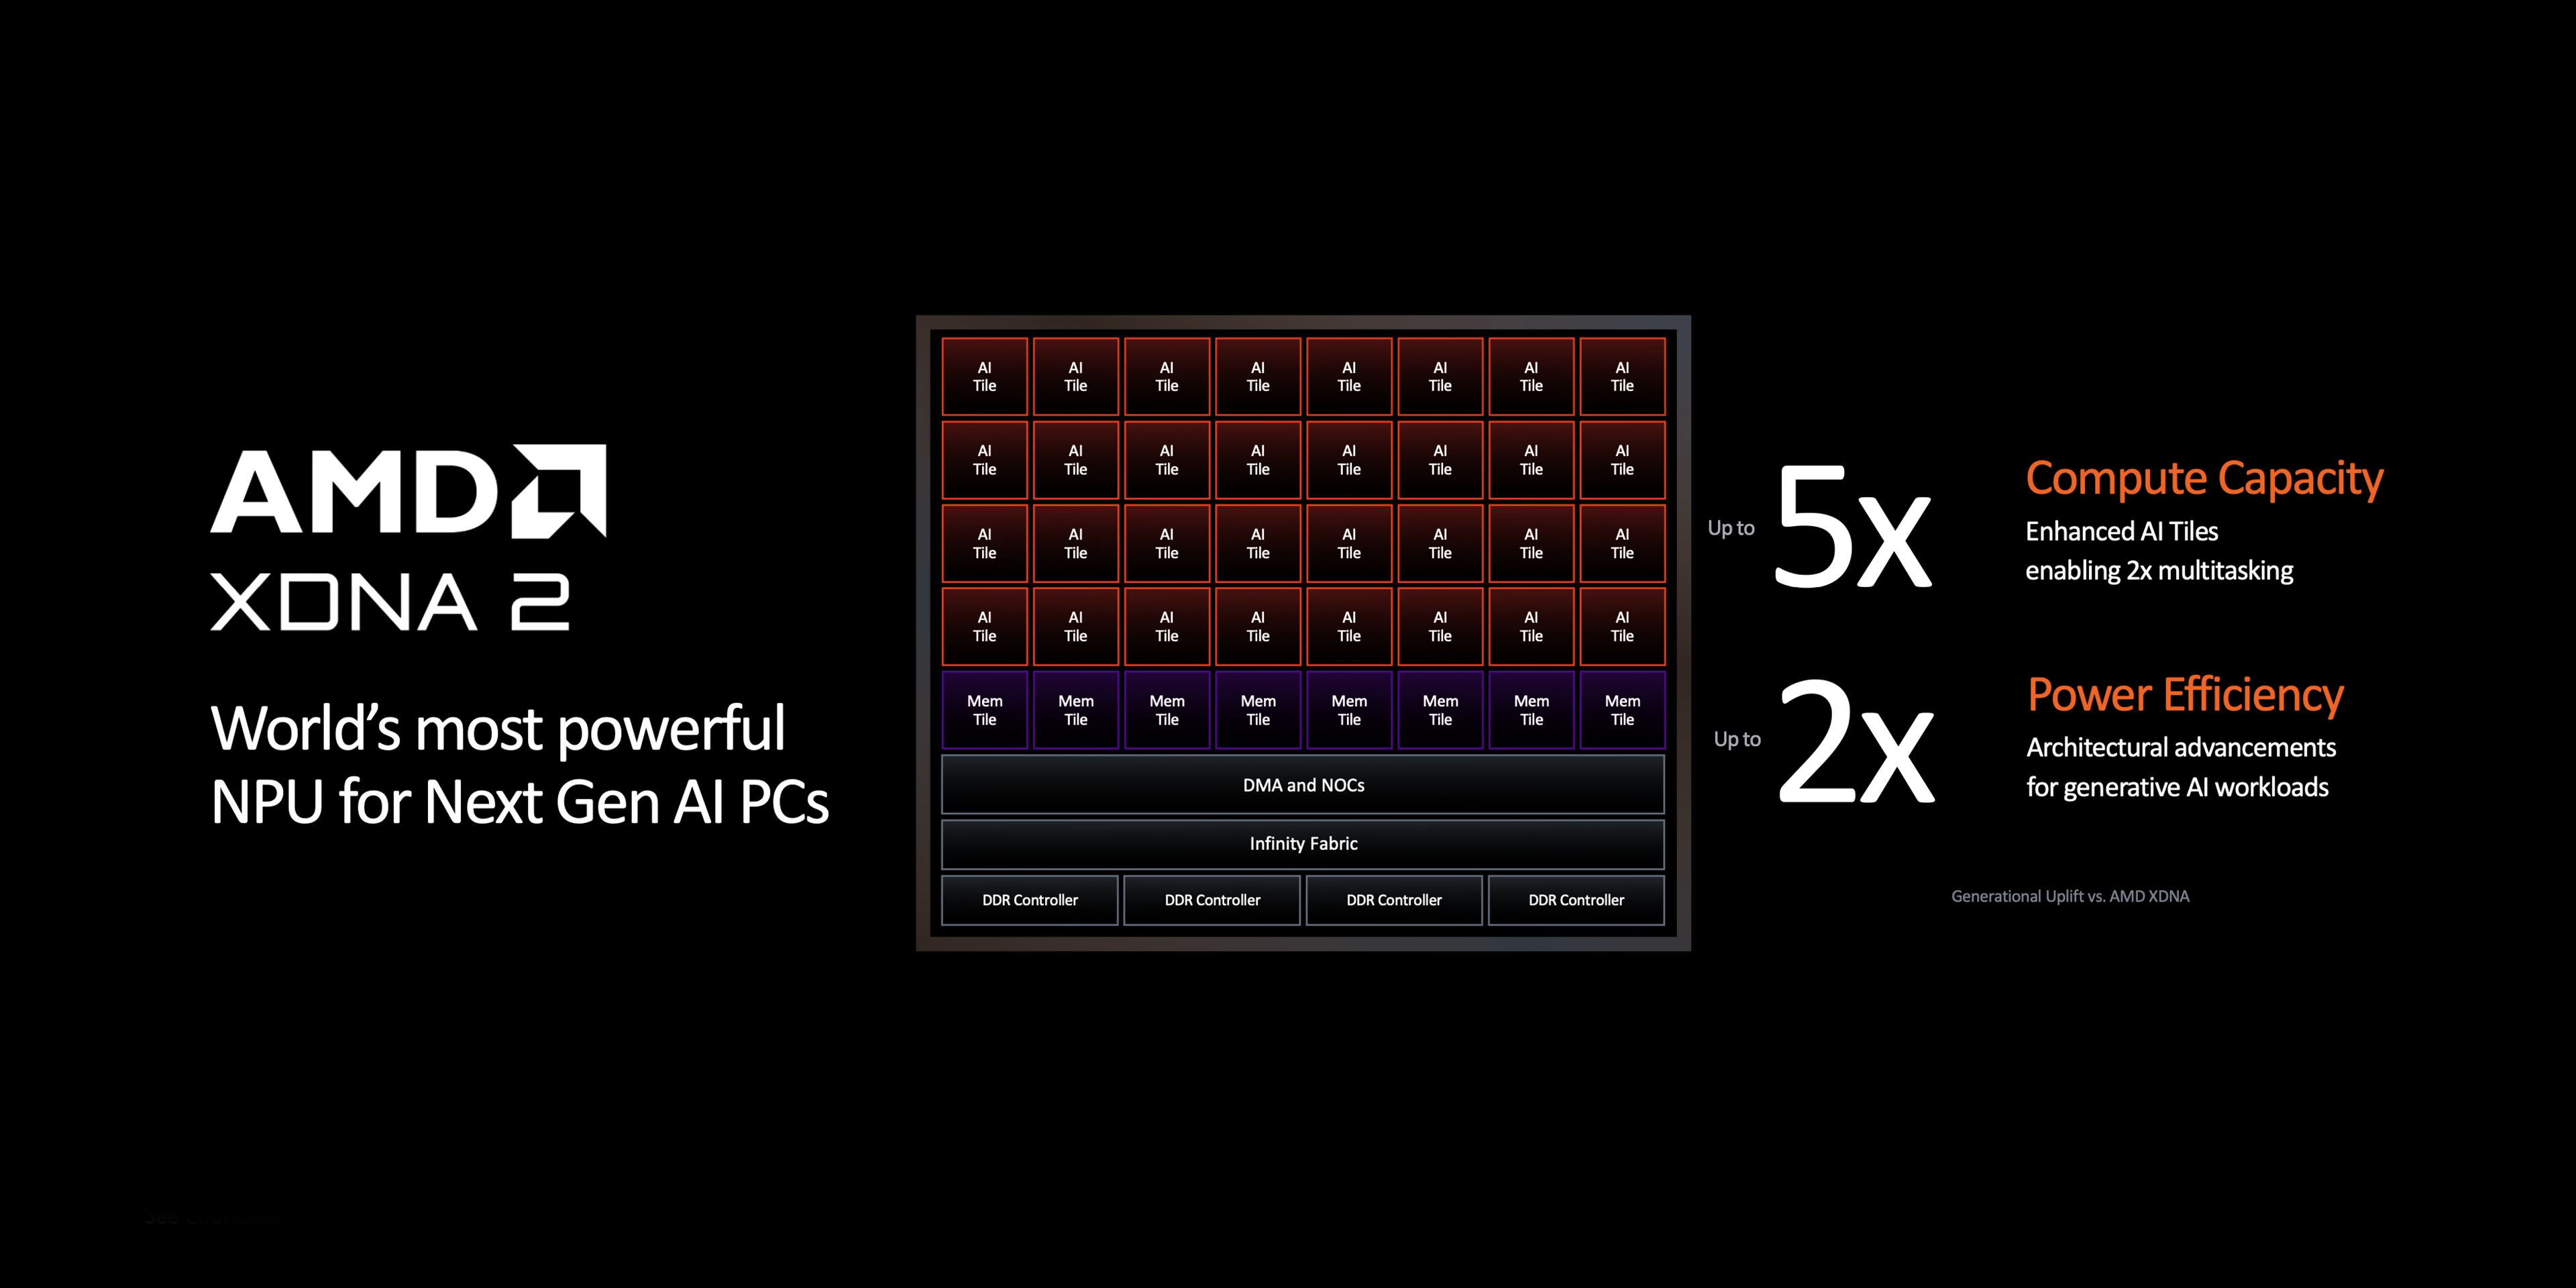 AMD
XDNA 2
World's most powerful
NPU for Next Gen AI PCs
AI Tile AI Tile AI Tile AI Tile AI Tile AI Tile AI Tile AI Tile
AI Tile AI Tile AI Tile AI Tile AI Tile AI Tile AI Tile AI Tile
AI Tile AI Tile AI Tile AI Tile AI Tile AI Tile AI Tile AI Tile
AI Tile AI Tile AI Tile AI Tile AI Tile AI Tile AI Tile AI Tile
Mem Tile Mem Tile Mem Tile Mem Tile Mem Tile Mem Tile Mem Tile Mem Tile
DMA and NOCs
Infinity Fabric
DDR Controller DDR Controller DDR Controller DDR Controller
Up to 5x
Compute Capacity
Enhanced AI Tiles
enabling 2x multitasking
Up to 2x
Power Efficiency
Architectural advancements
for generative AI workloads
Generational Uplift vs. AMD XDNA